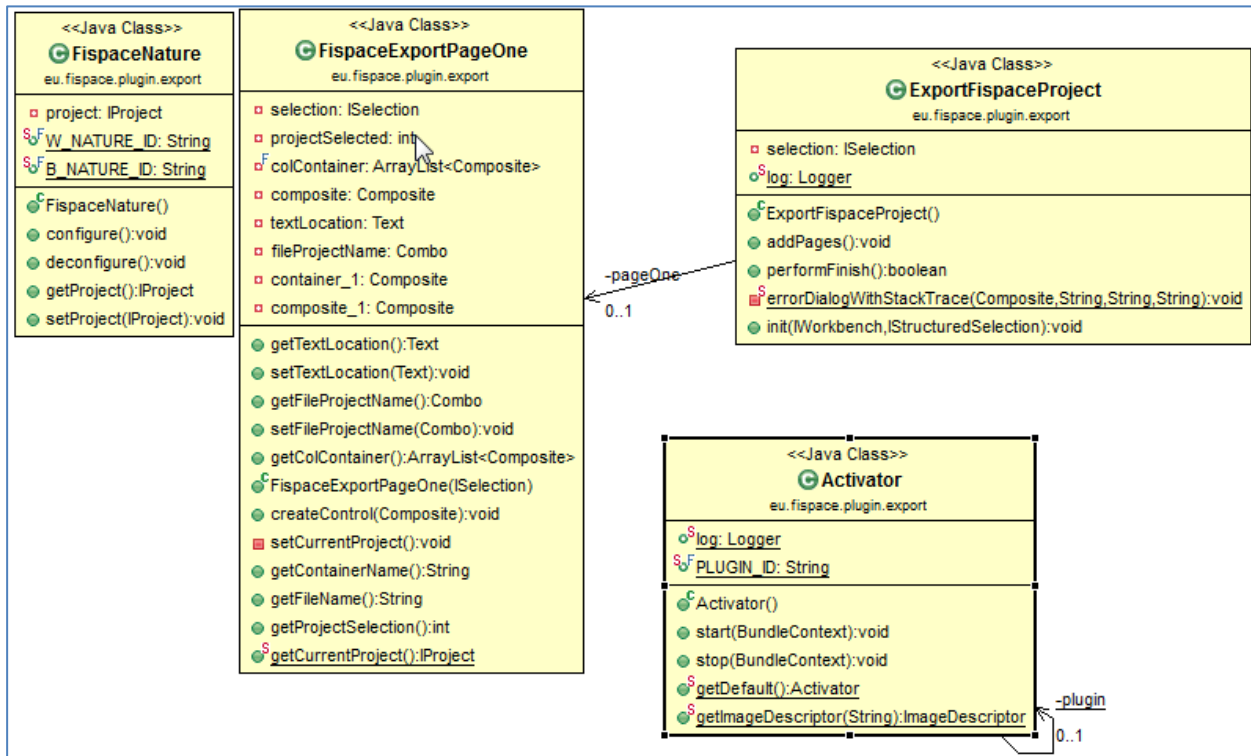 <<Java Class>>
FispaceNature
eu.fispace.plugin.export
project: IProject
W_NATURE_ID: String
B_NATURE_ID: String
FispaceNature()
configure():void
deconfigure():void
getProject():IProject
setProject(IProject):void
<<Java Class>>
FispaceExportPageOne
eu.fispace.plugin.export
selection: ISelection
projectSelected: int
colContainer: ArrayList<Composite>
composite: Composite
textLocation: Text
fileProjectName: Combo
container_1: Composite
composite_1: Composite
getTextLocation():Text
setTextLocation(Text):void
getFileProjectName():Combo
setFileProjectName(Combo):void
getColContainer():ArrayList<Composite>
FispaceExportPageOne(ISelection)
createControl(Composite):void
setCurrentProject():void
getContainerName():String
getFileName():String
getProjectSelection():int
getCurrentProject():IProject
-pageOne
0..1
<<Java Class>>
ExportFispaceProject
eu.fispace.plugin.export
selection: ISelection
log: Logger
ExportFispaceProject()
addPages():void
performFinish():boolean
errorDialogWithStackTrace(Composite,String,String,String):void
init(IWorkbench,IStructuredSelection):void
<<Java Class>>
Activator
eu.fispace.plugin.export
log: Logger
PLUGIN_ID: String
Activator()
start(BundleContext):void
stop(BundleContext):void
getDefault():Activator
getImageDescriptor(String):ImageDescriptor
-plugin
0..1